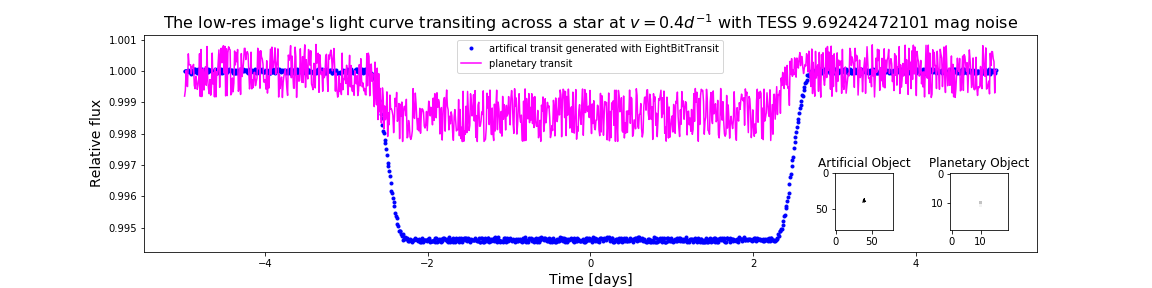 The low-res image's light curve transiting across a star at v = 0.4d⁻¹ with TESS 9.69242472101 mag noise
artifical transit generated with EightBitTransit
planetary transit
Relative flux
1.001
1.000
0.999
0.998
0.997
0.996
0.995
Artificial Object
0
50
0
50
Planetary Object
0
10
0
10
−4
−2
0
2
4
Time [days]